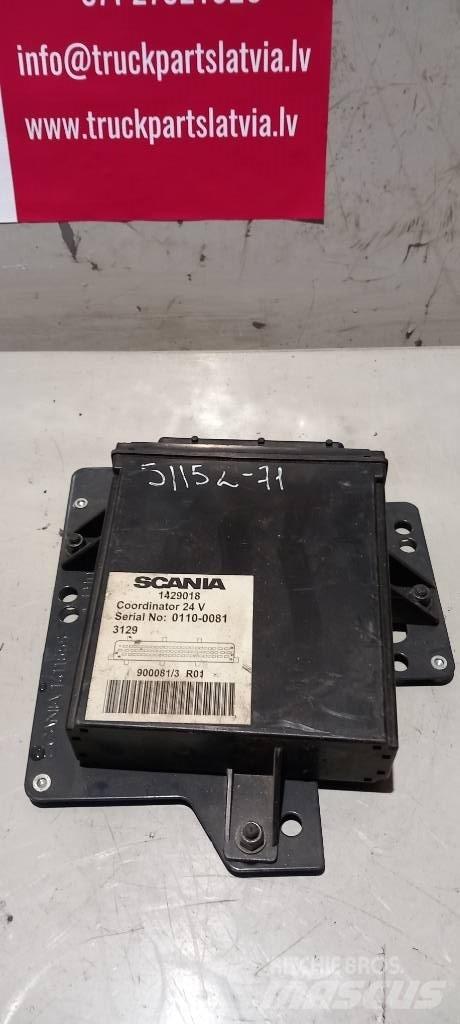 info@truckpartslatvia.lv
www.truckpartslatvia.lv
5115L-71
SCANIA
1429018
Coordinator 24 V
Serial No: 0110-0081
3129
900081/3 R01
SCANIA
RITCHIE BROS.
MASCUS